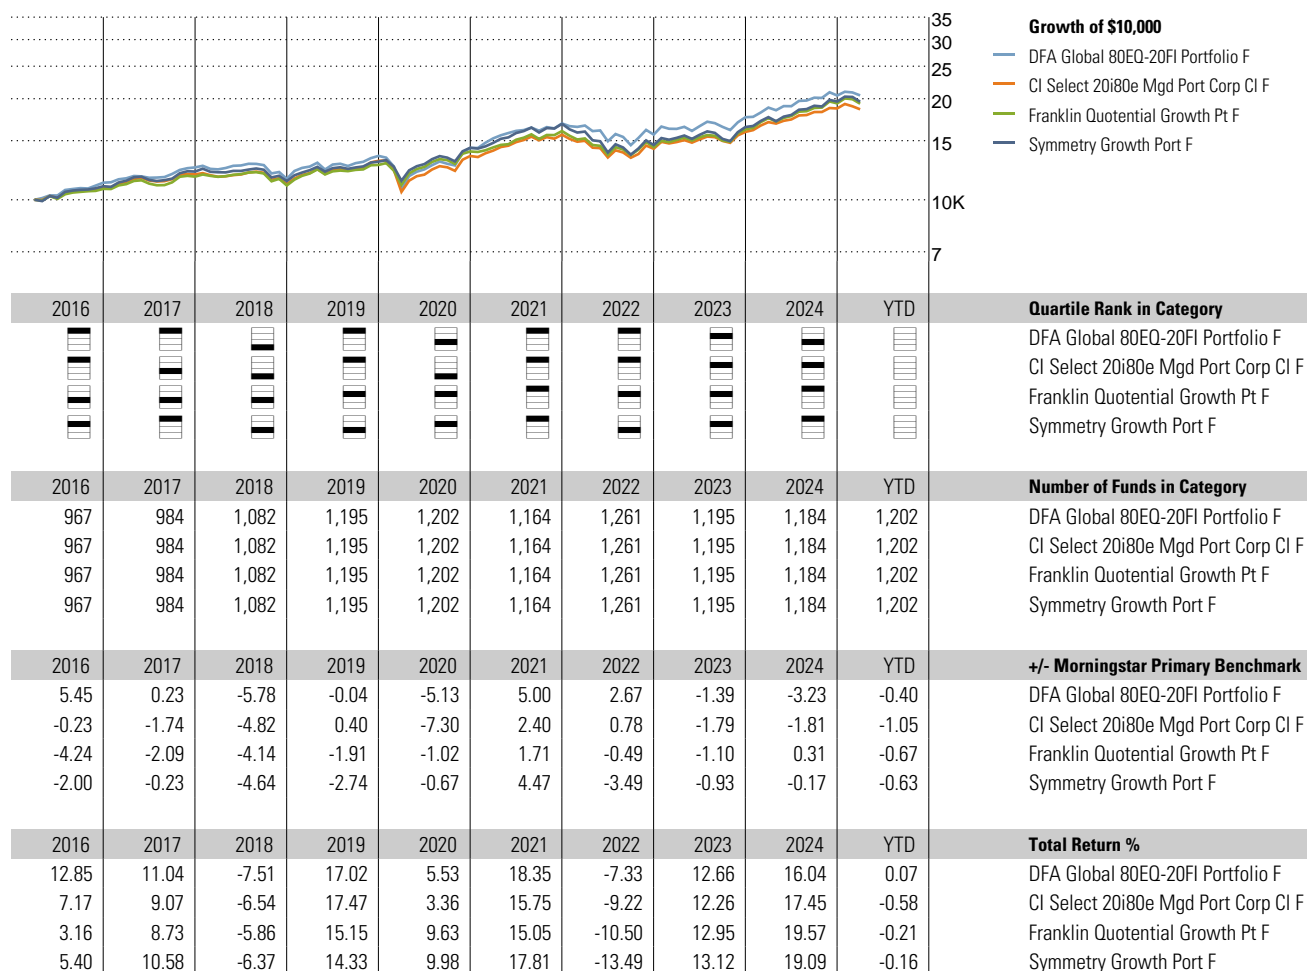 35
30
25
20
15
10K
7
Growth of $10,000
DFA Global 80EQ-20FI Portfolio F
CI Select 20i80e Mgd Port Corp Cl F
Franklin Quotential Growth Pt F
Symmetry Growth Port F
2016 2017 2018 2019 2020 2021 2022 2023 2024 YTD Quartile Rank in Category
DFA Global 80EQ-20FI Portfolio F
CI Select 20i80e Mgd Port Corp Cl F
Franklin Quotential Growth Pt F
Symmetry Growth Port F
2016 2017 2018 2019 2020 2021 2022 2023 2024 YTD Number of Funds in Category
967 984 1,082 1,195 1,202 1,164 1,261 1,195 1,184 1,202 DFA Global 80EQ-20FI Portfolio F
967 984 1,082 1,195 1,202 1,164 1,261 1,195 1,184 1,202 CI Select 20i80e Mgd Port Corp Cl F
967 984 1,082 1,195 1,202 1,164 1,261 1,195 1,184 1,202 Franklin Quotential Growth Pt F
967 984 1,082 1,195 1,202 1,164 1,261 1,195 1,184 1,202 Symmetry Growth Port F
2016 2017 2018 2019 2020 2021 2022 2023 2024 YTD +/- Morningstar Primary Benchmark
5.45 0.23 -5.78 -0.04 -5.13 5.00 2.67 -1.39 -3.23 -0.40 DFA Global 80EQ-20FI Portfolio F
-0.23 -1.74 -4.82 0.40 -7.30 2.40 0.78 -1.79 -1.81 -1.05 CI Select 20i80e Mgd Port Corp Cl F
-4.24 -2.09 -4.14 -1.91 -1.02 1.71 -0.49 -1.10 0.31 -0.67 Franklin Quotential Growth Pt F
-2.00 -0.23 -4.64 -2.74 -0.67 4.47 -3.49 -0.93 -0.17 -0.63 Symmetry Growth Port F
2016 2017 2018 2019 2020 2021 2022 2023 2024 YTD Total Return %
12.85 11.04 -7.51 17.02 5.53 18.35 -7.33 12.66 16.04 0.07 DFA Global 80EQ-20FI Portfolio F
7.17 9.07 -6.54 17.47 3.36 15.75 -9.22 12.26 17.45 -0.58 CI Select 20i80e Mgd Port Corp Cl F
3.16 8.73 -5.86 15.15 9.63 15.05 -10.50 12.95 19.57 -0.21 Franklin Quotential Growth Pt F
5.40 10.58 -6.37 14.33 9.98 17.81 -13.49 13.12 19.09 -0.16 Symmetry Growth Port F